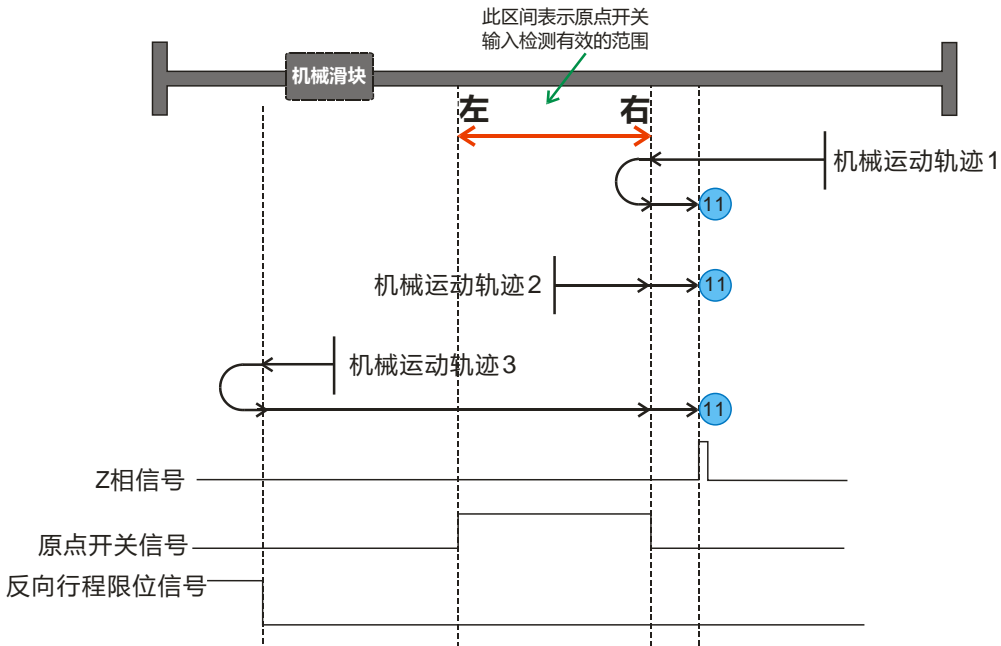 此区间表示原点开关
输入检测有效的范围
机械滑块
左
右
机械运动轨迹1
11
机械运动轨迹2
11
机械运动轨迹3
11
Z相信号
原点开关信号
反向行程限位信号